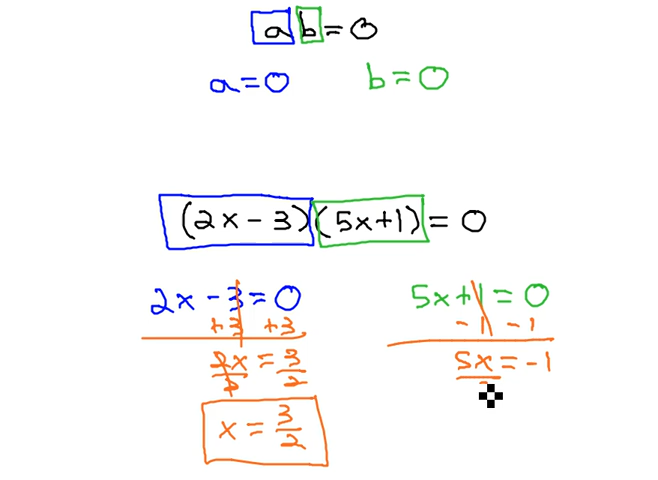 ab = 0
a = 0 b = 0
(2x - 3)(5x + 1) = 0
2x - 3 = 0 5x + 1 = 0
+3 +3 -1 -1
2x/2 = 3/2 5x = -1
x = 3/2